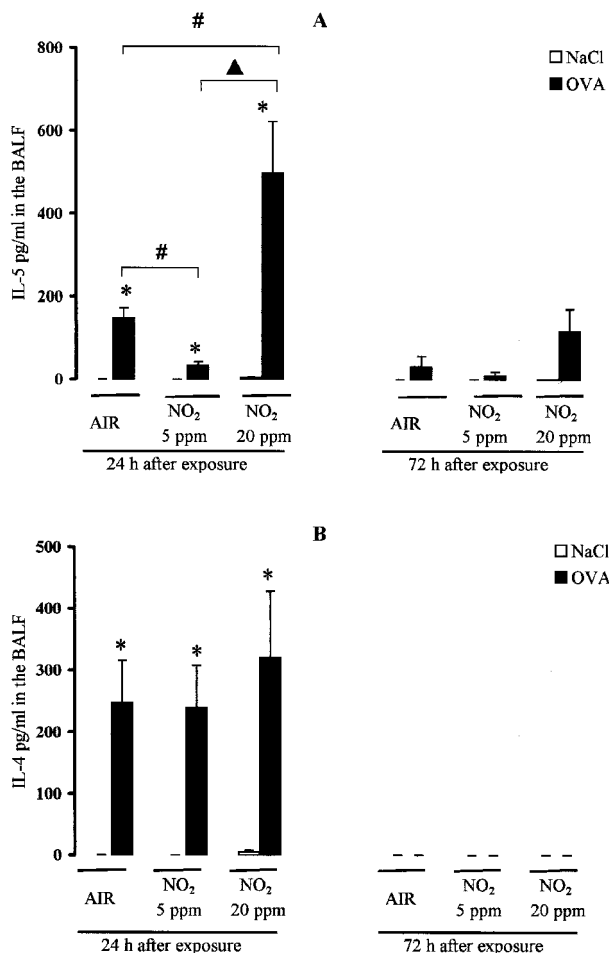 A
#
NaCl
OVA
▲
*
#
*
*
IL-5 pg/ml in the BALF
800
600
400
200
0
AIR
NO₂
5 ppm
NO₂
20 ppm
24 h after exposure
AIR
NO₂
5 ppm
NO₂
20 ppm
72 h after exposure
B
NaCl
OVA
*
*
*
IL-4 pg/ml in the BALF
500
400
300
200
100
0
AIR
NO₂
5 ppm
NO₂
20 ppm
24 h after exposure
AIR
NO₂
5 ppm
NO₂
20 ppm
72 h after exposure